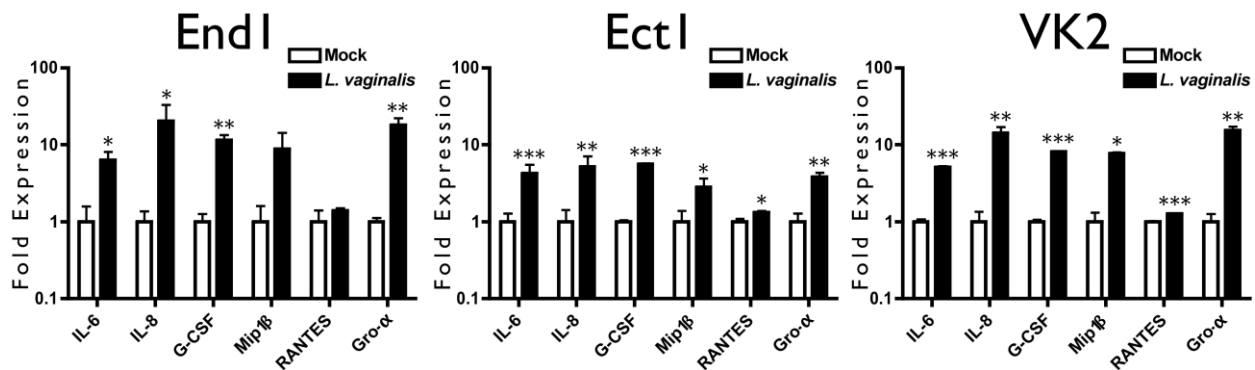 End1
Mock
L. vaginalis
Fold Expression
100
10
1
0.1
* * ** **
IL-6 IL-8 G-CSF Mip1β RANTES Gro-α
Ect1
Mock
L. vaginalis
Fold Expression
100
10
1
0.1
*** ** *** * * **
IL-6 IL-8 G-CSF Mip1β RANTES Gro-α
VK2
Mock
L. vaginalis
Fold Expression
100
10
1
0.1
*** ** *** * *** **
IL-6 IL-8 G-CSF Mip1β RANTES Gro-α